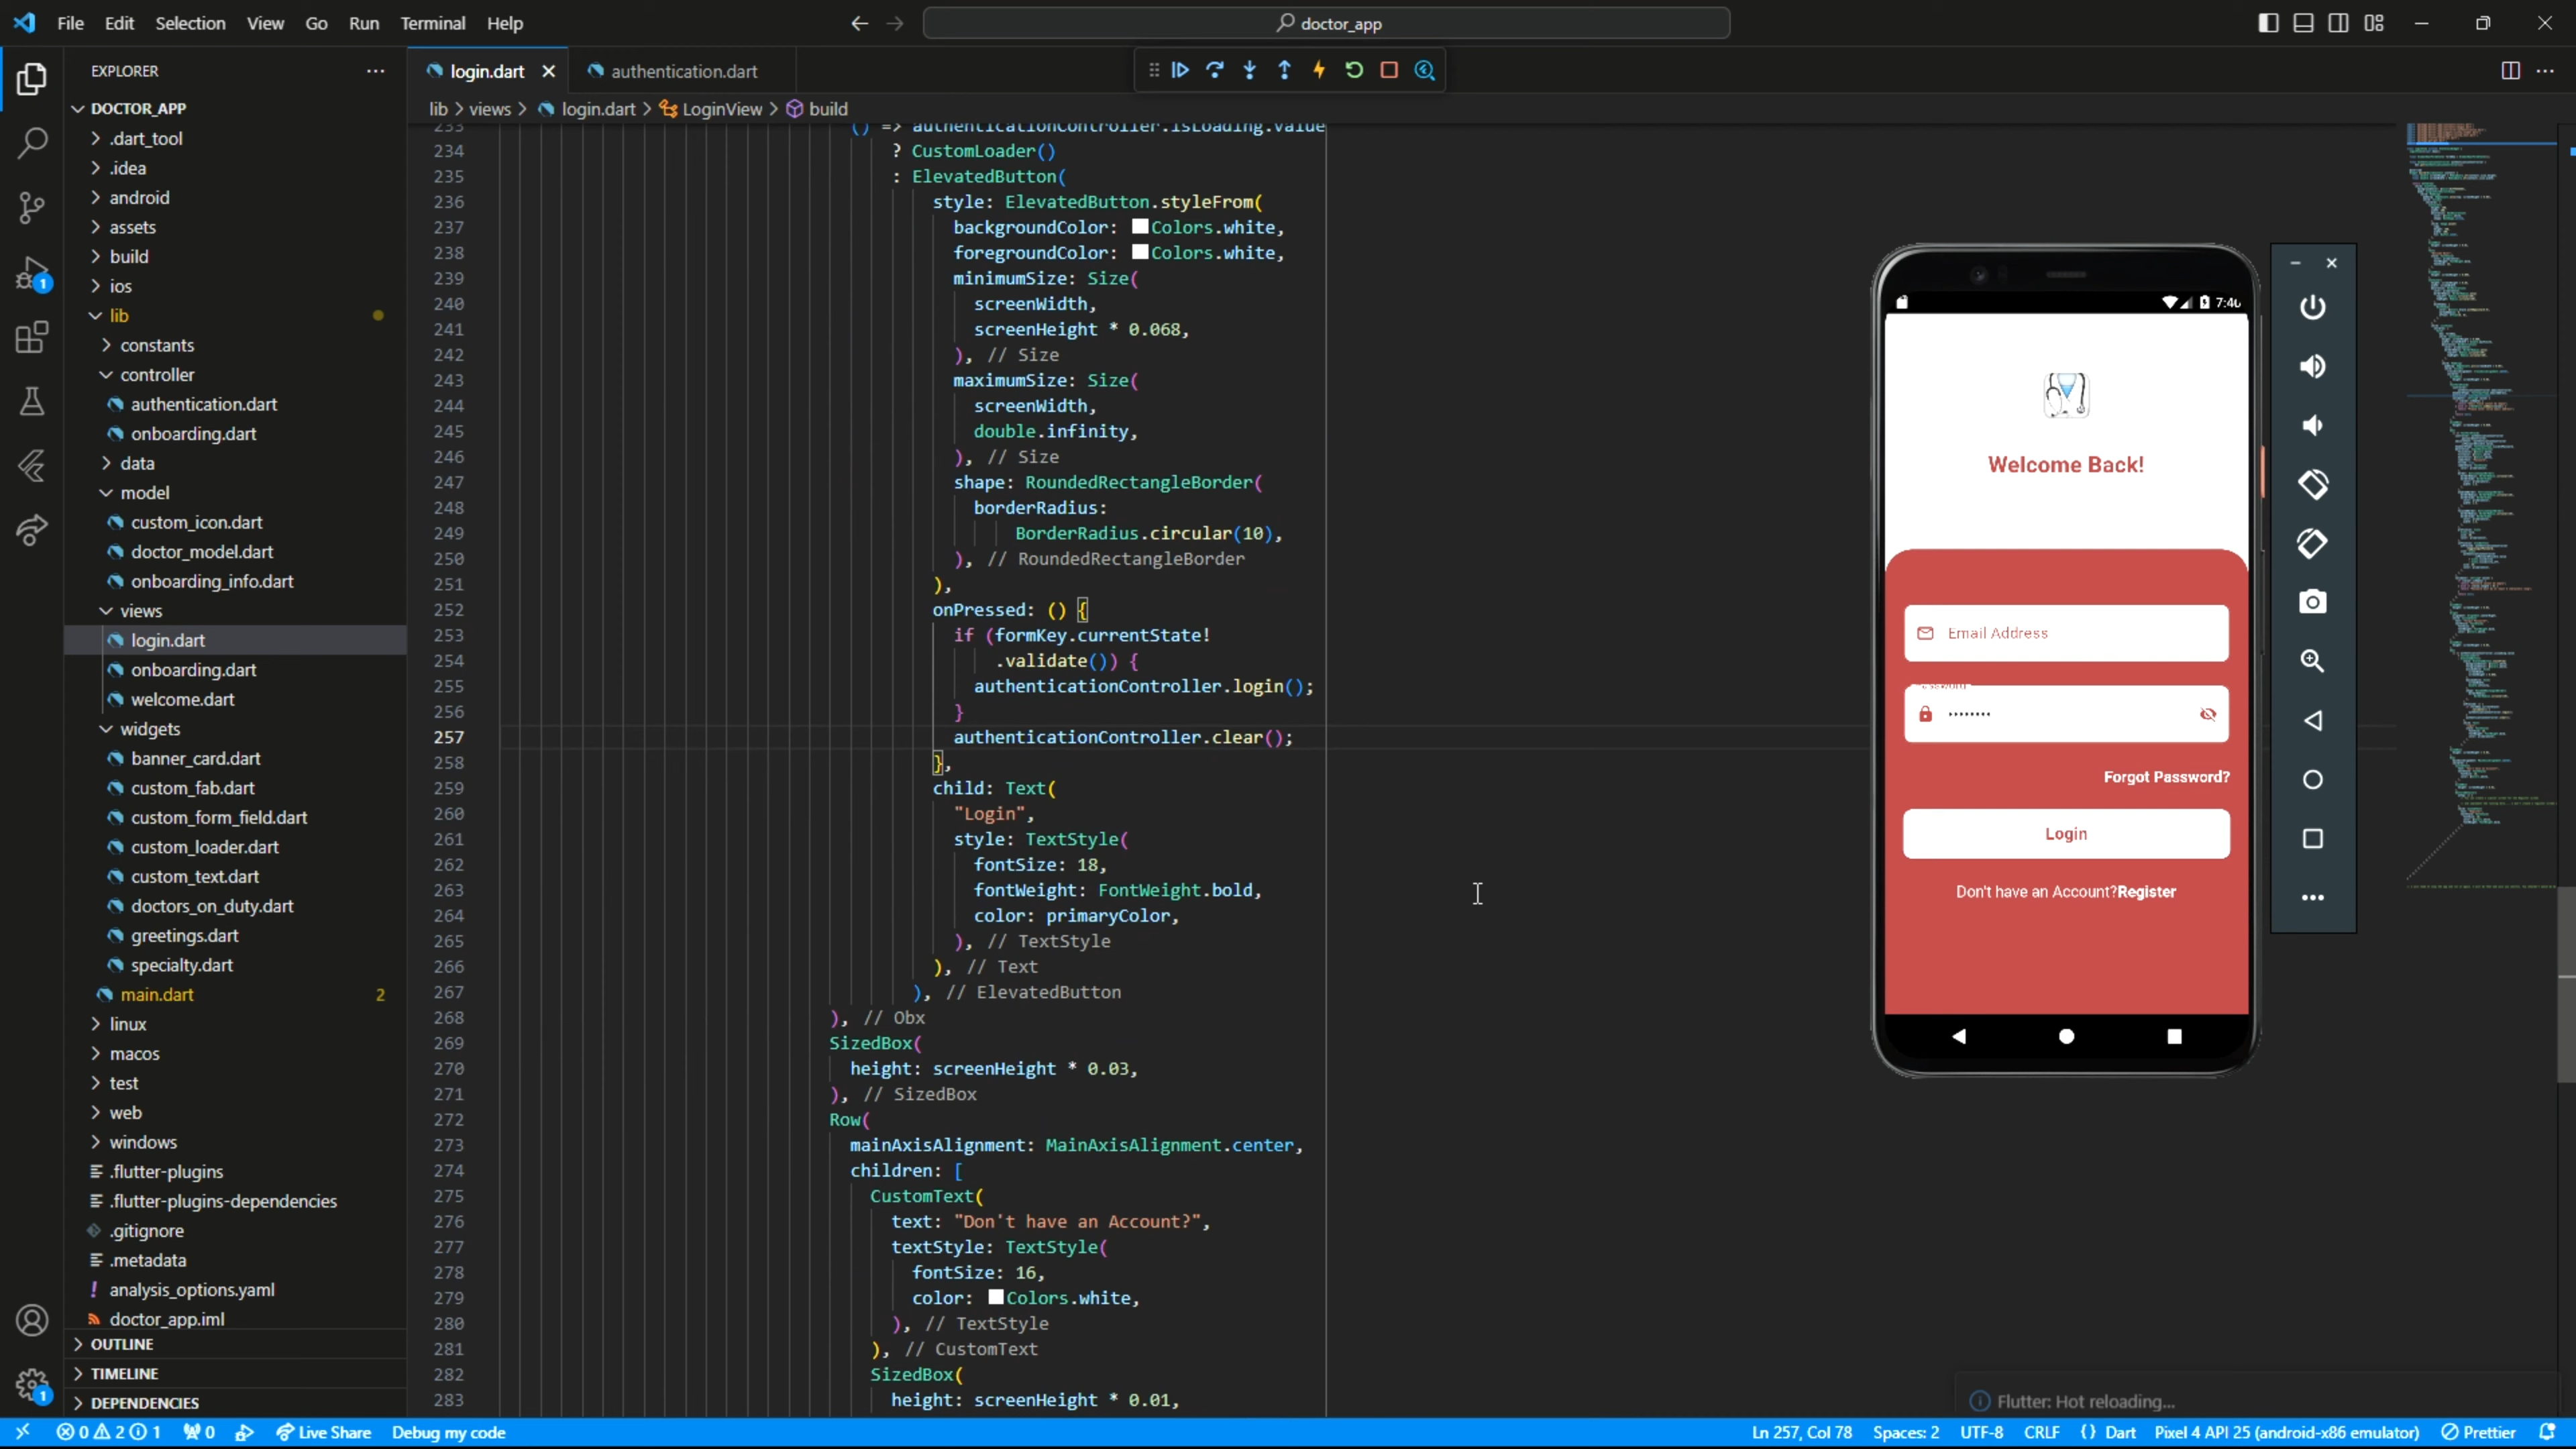 File Edit Selection View Go Run Terminal Help
doctor_app
EXPLORER
DOCTOR_APP
.dart_tool
.idea
android
assets
build
ios
lib
constants
controller
authentication.dart
onboarding.dart
data
model
custom_icon.dart
doctor_model.dart
onboarding_info.dart
views
login.dart
onboarding.dart
welcome.dart
widgets
banner_card.dart
custom_fab.dart
custom_form_field.dart
custom_loader.dart
custom_text.dart
doctors_on_duty.dart
greetings.dart
specialty.dart
main.dart 2
linux
macos
test
web
windows
.flutter-plugins
.flutter-plugins-dependencies
.gitignore
.metadata
analysis_options.yaml
doctor_app.iml
OUTLINE
TIMELINE
DEPENDENCIES
1
1
login.dart authentication.dart
lib > views > login.dart > LoginView > build
233 () => authenticationController.isLoading.value
234 ? CustomLoader()
235 : ElevatedButton(
236 style: ElevatedButton.styleFrom(
237 backgroundColor: Colors.white,
238 foregroundColor: Colors.white,
239 minimumSize: Size(
240 screenWidth,
241 screenHeight * 0.068,
242 ), // Size
243 maximumSize: Size(
244 screenWidth,
245 double.infinity,
246 ), // Size
247 shape: RoundedRectangleBorder(
248 borderRadius:
249 BorderRadius.circular(10),
250 ), // RoundedRectangleBorder
251 ),
252 onPressed: () {
253 if (formKey.currentState!
254 .validate()) {
255 authenticationController.login();
256 }
257 authenticationController.clear();
258 },
259 child: Text(
260 "Login",
261 style: TextStyle(
262 fontSize: 18,
263 fontWeight: FontWeight.bold,
264 color: primaryColor,
265 ), // TextStyle
266 ), // Text
267 ), // ElevatedButton
268 ), // Obx
269 SizedBox(
270 height: screenHeight * 0.03,
271 ), // SizedBox
272 Row(
273 mainAxisAlignment: MainAxisAlignment.center,
274 children: [
275 CustomText(
276 text: "Don't have an Account?",
277 textStyle: TextStyle(
278 fontSize: 16,
279 color: Colors.white,
280 ), // TextStyle
281 ), // CustomText
282 SizedBox(
283 height: screenHeight * 0.01,
Welcome Back!
Email Address
Forgot Password?
Login
Don't have an Account?Register
Flutter: Hot reloading...
0 2 1 0 Live Share Debug my code Ln 257, Col 78 Spaces: 2 UTF-8 CRLF {} Dart Pixel 4 API 25 (android-x86 emulator) Prettier